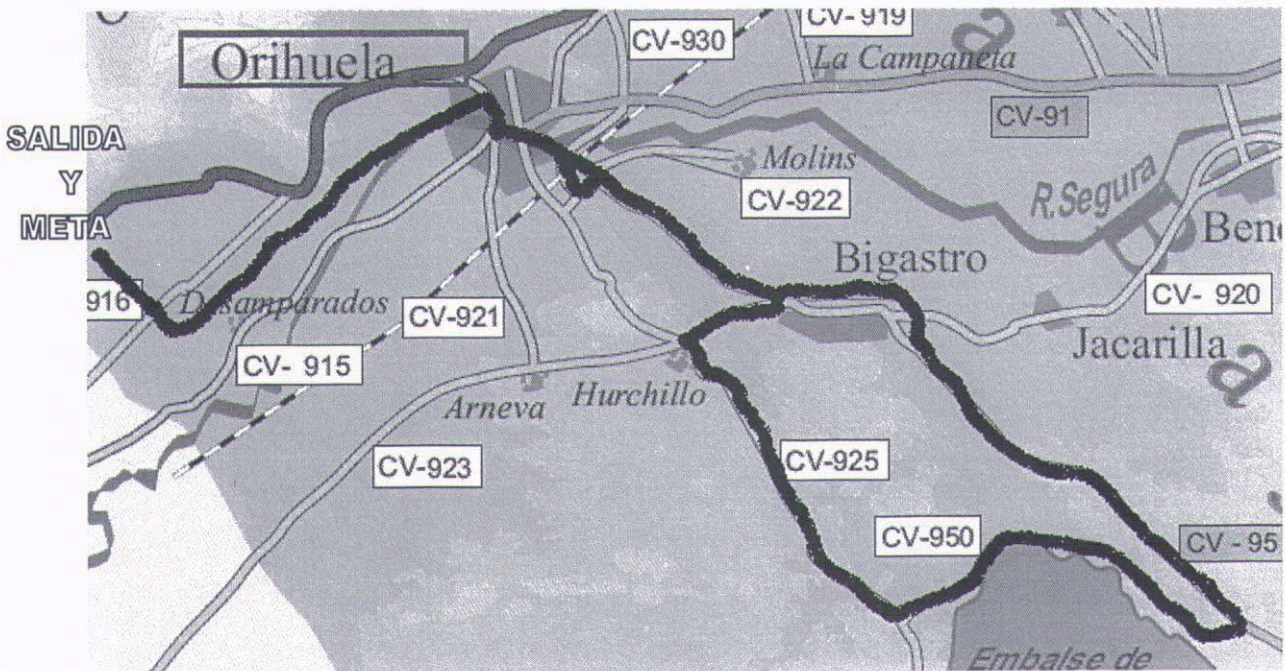 Orihuela
CV-930
CV-919
La Campaneta
CV-91
SALIDA
Y
META
Molins
CV-922
R.Segura
Bigastro
CV- 920
916
Desamparados
CV-921
Jacarilla
CV- 915
Arneva
Hurchillo
CV-923
CV-925
CV-950
CV - 95
Embalse de